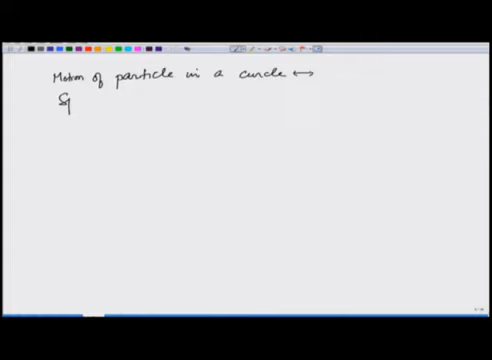 Motion of particle in a circle ↔